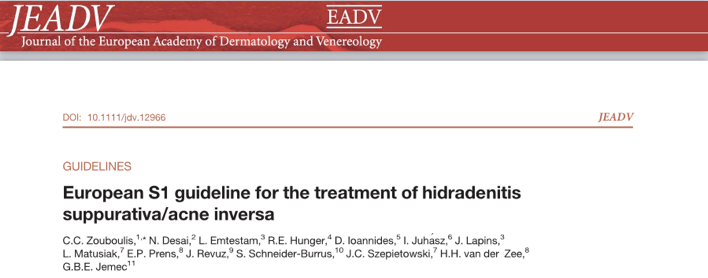 JEADV
EADV
Journal of the European Academy of Dermatology and Venereology
DOI: 10.1111/jdv.12966
JEADV
GUIDELINES
European S1 guideline for the treatment of hidradenitis
suppurativa/acne inversa
C.C. Zouboulis,1,* N. Desai,2 L. Emtestam,3 R.E. Hunger,4 D. Ioannides,5 I. Juhász,6 J. Lapins,3
L. Matusiak,7 E.P. Prens,8 J. Revuz,9 S. Schneider-Burrus,10 J.C. Szepietowski,7 H.H. van der Zee,8
G.B.E. Jemec11